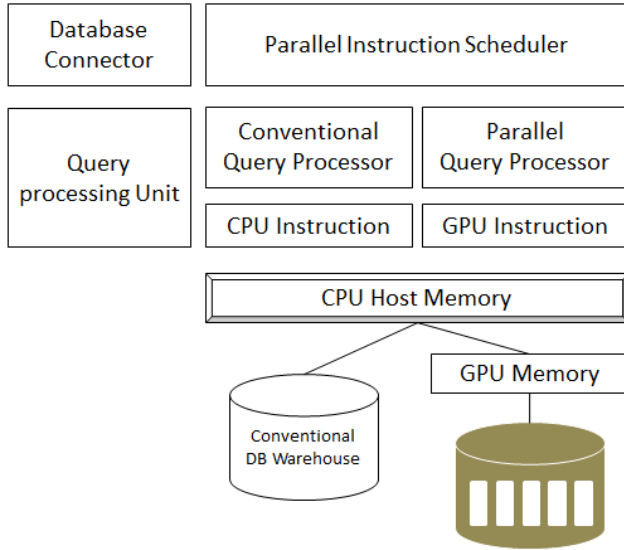 Database
Connector
Parallel Instruction Scheduler
Query
processing Unit
Conventional
Query Processor
Parallel
Query Processor
CPU Instruction
GPU Instruction
CPU Host Memory
GPU Memory
Conventional
DB Warehouse